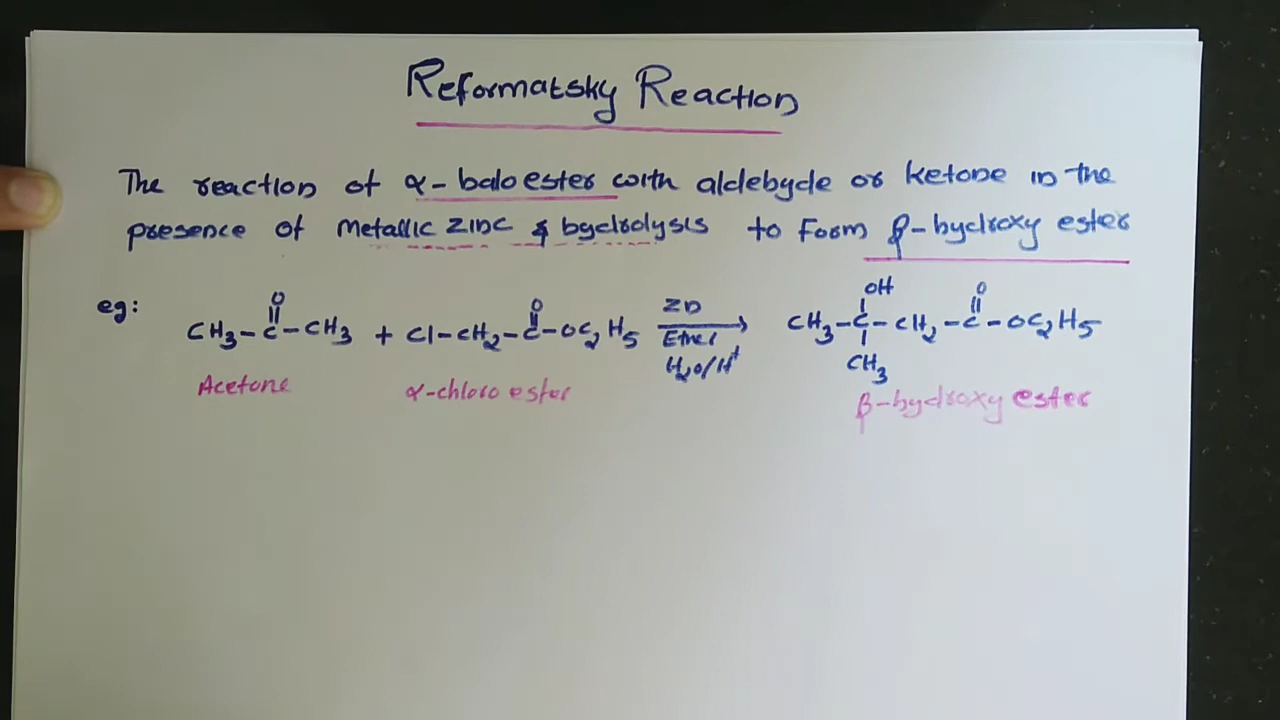 Reformatsky Reaction
The reaction of α-haloester with aldehyde or ketone in the
presence of metallic zinc & hydrolysis to form β-hydroxy ester
eg:
CH3-C(=O)-CH3 + Cl-CH2-C(=O)-OC2H5 Zn / Ether / H2O/H+ → CH3-C(OH)(CH3)-CH2-C(=O)-OC2H5
Acetone α-chloro ester β-hydroxy ester